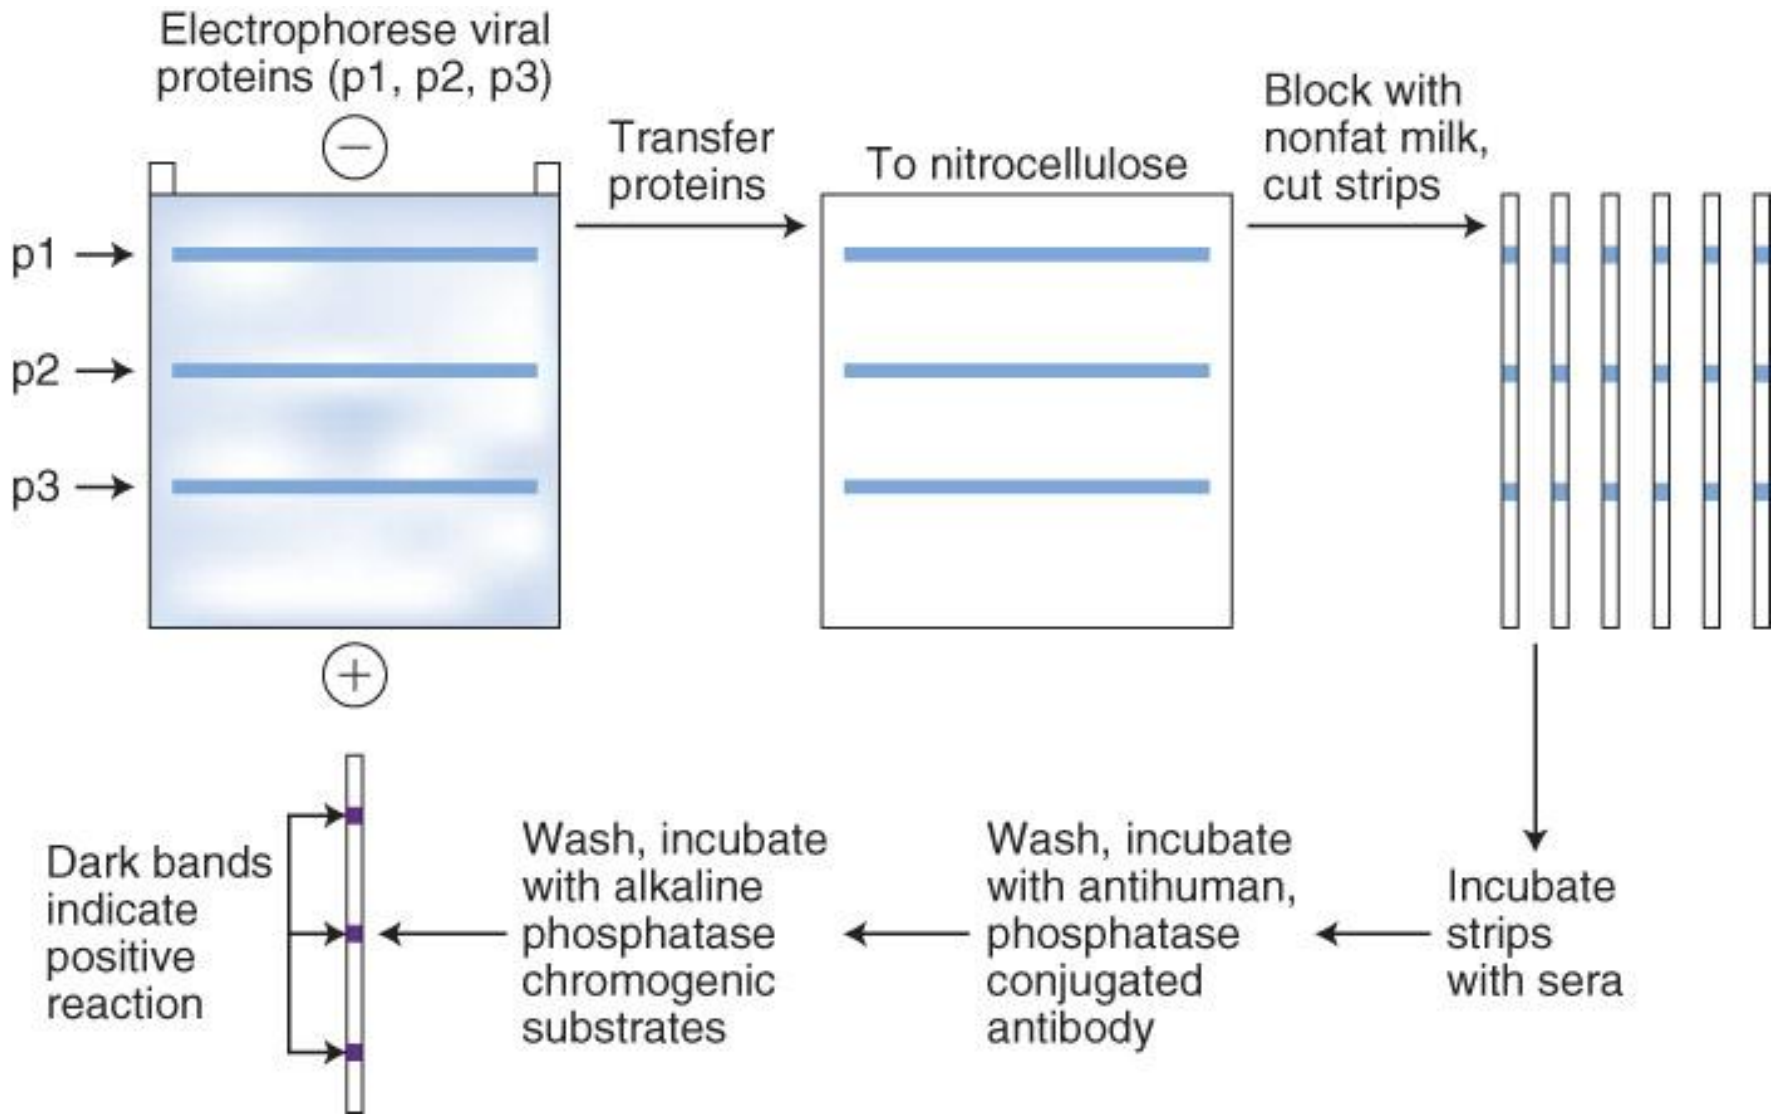 Electrophorese viral
proteins (p1, p2, p3)
−
p1
p2
p3
+
Transfer
proteins
To nitrocellulose
Block with
nonfat milk,
cut strips
Incubate
strips
with sera
Wash, incubate
with antihuman,
phosphatase
conjugated
antibody
Wash, incubate
with alkaline
phosphatase
chromogenic
substrates
Dark bands
indicate
positive
reaction